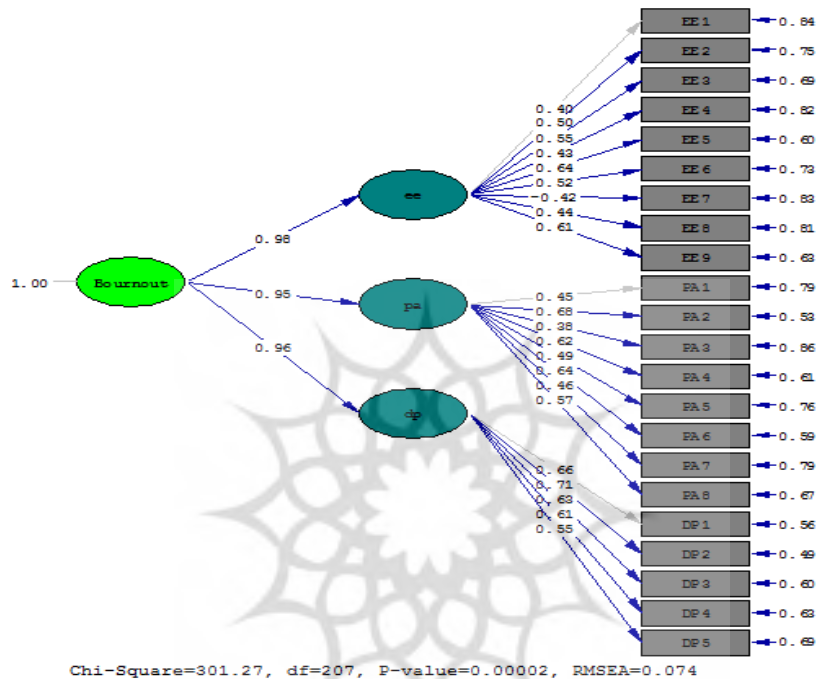 EE1
0.84
EE2
0.75
EE3
0.69
EE4
0.82
EE5
0.60
EE6
0.73
EE7
0.83
EE8
0.81
EE9
0.63
0.40
0.50
0.55
0.43
0.64
0.52
-0.42
0.44
0.61
ee
0.98
1.00
Bournout
0.95
pa
0.96
dp
0.45
0.68
0.38
0.62
0.49
0.64
0.46
0.57
PA1
0.79
PA2
0.53
PA3
0.86
PA4
0.61
PA5
0.76
PA6
0.59
PA7
0.79
PA8
0.67
0.66
0.71
0.63
0.61
0.55
DP1
0.56
DP2
0.49
DP3
0.60
DP4
0.63
DP5
0.69
Chi-Square=301.27, df=207, P-value=0.00002, RMSEA=0.074